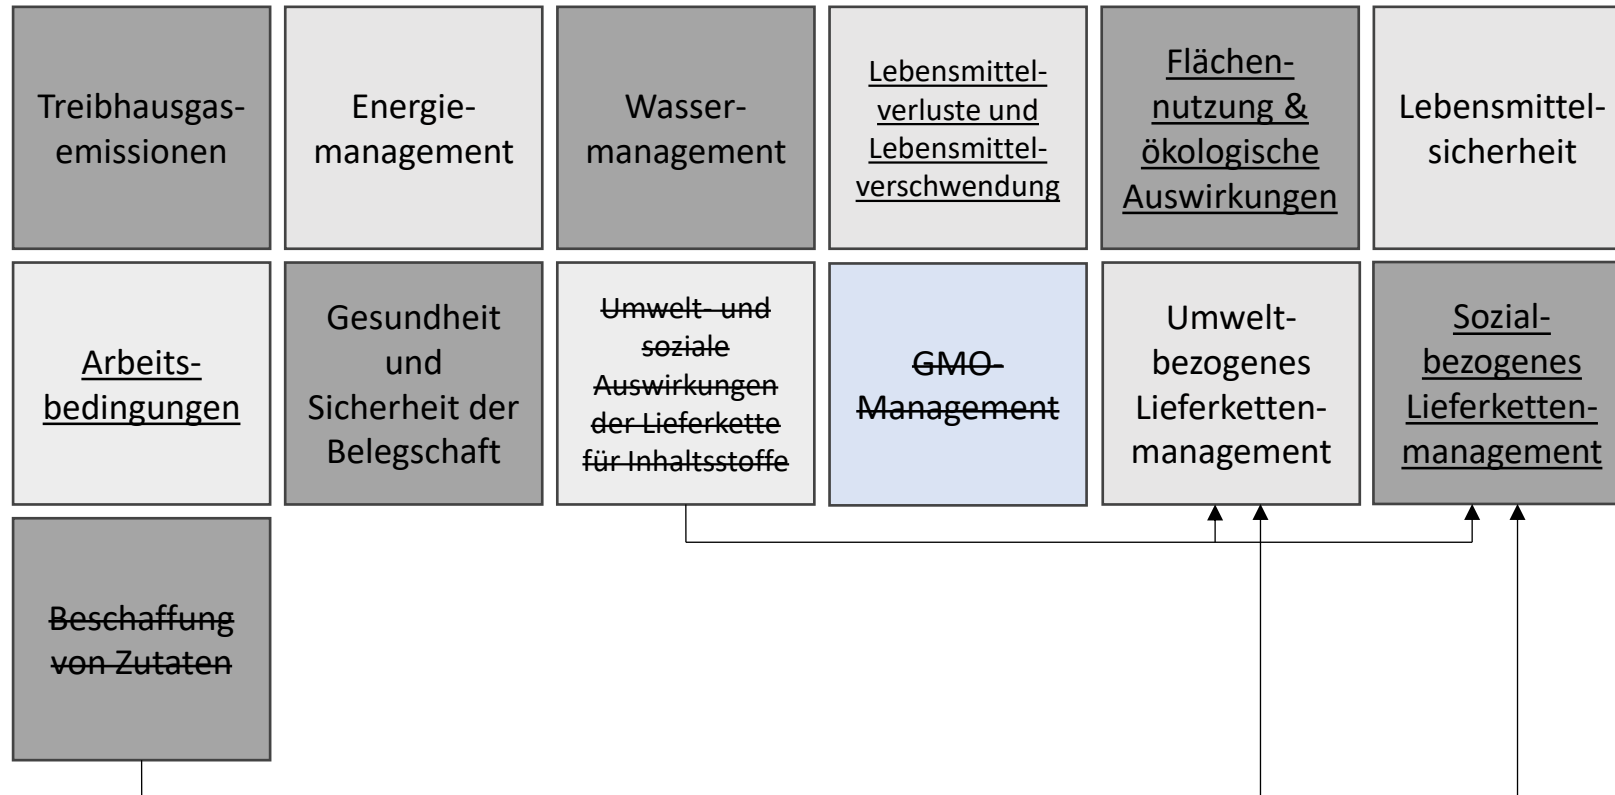 Treibhausgas-
emissionen
Energie-
management
Wasser-
management
Lebensmittel-
verluste und
Lebensmittel-
verschwendung
Flächen-
nutzung &
ökologische
Auswirkungen
Lebensmittel-
sicherheit
Arbeits-
bedingungen
Gesundheit
und
Sicherheit der
Belegschaft
Umwelt- und
soziale
Auswirkungen
der Lieferkette
für Inhaltsstoffe
GMO-
Management
Umwelt-
bezogenes
Lieferketten-
management
Sozial-
bezogenes
Lieferketten-
management
Beschaffung
von Zutaten